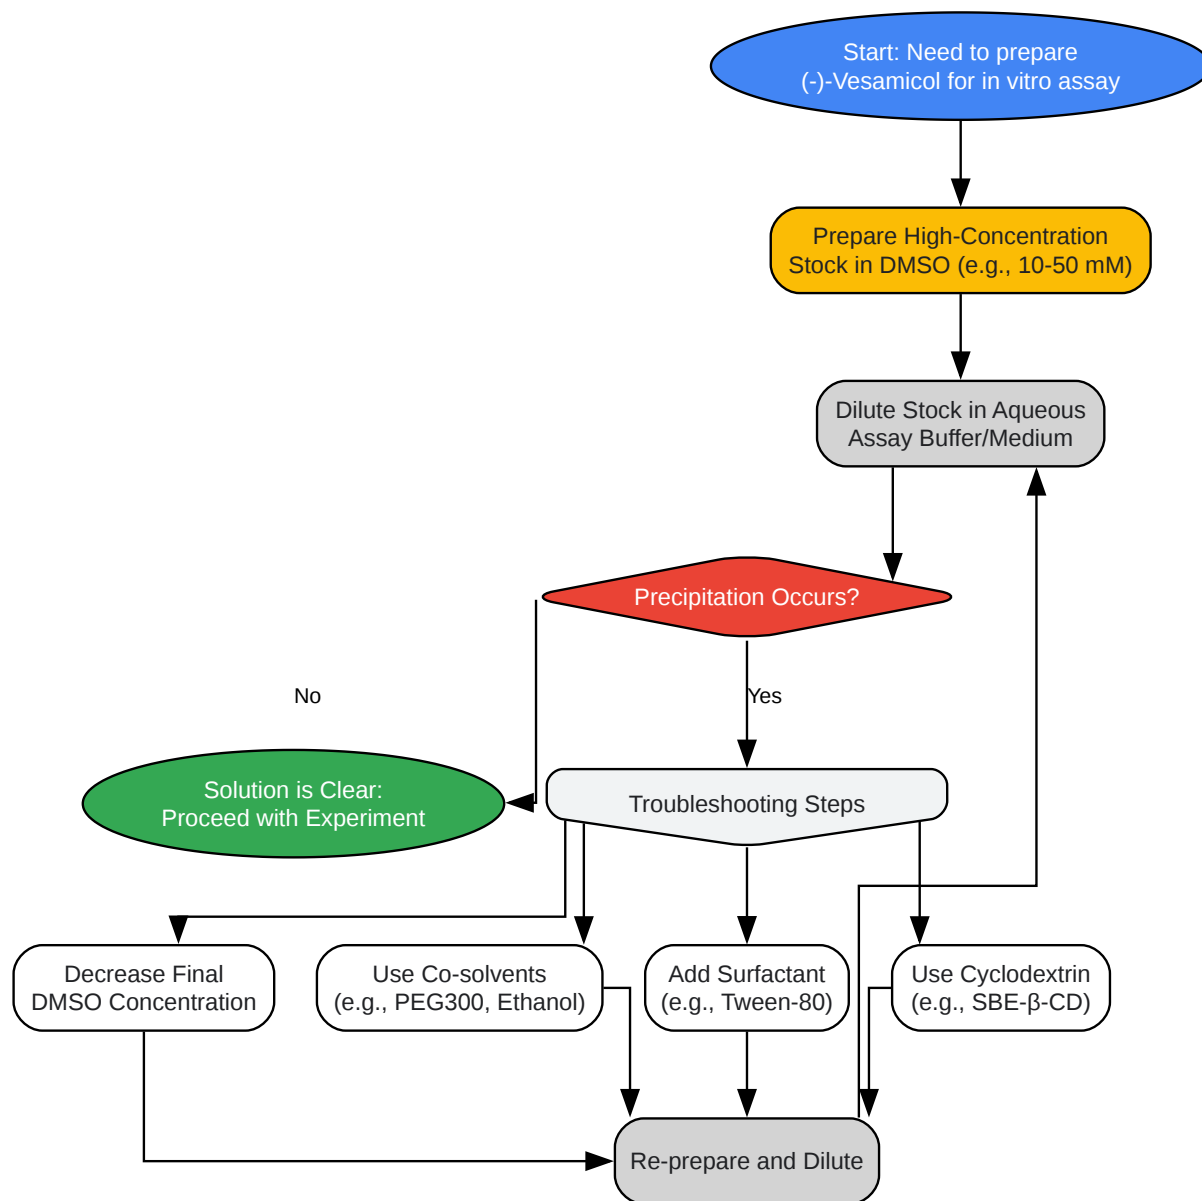 Start: Need to prepare
(-)-Vesamicol for in vitro assay
Prepare High-Concentration
Stock in DMSO (e.g., 10-50 mM)
Dilute Stock in Aqueous
Assay Buffer/Medium
Precipitation Occurs?
No
Yes
Solution is Clear:
Proceed with Experiment
Troubleshooting Steps
Decrease Final
DMSO Concentration
Use Co-solvents
(e.g., PEG300, Ethanol)
Add Surfactant
(e.g., Tween-80)
Use Cyclodextrin
(e.g., SBE-β-CD)
Re-prepare and Dilute